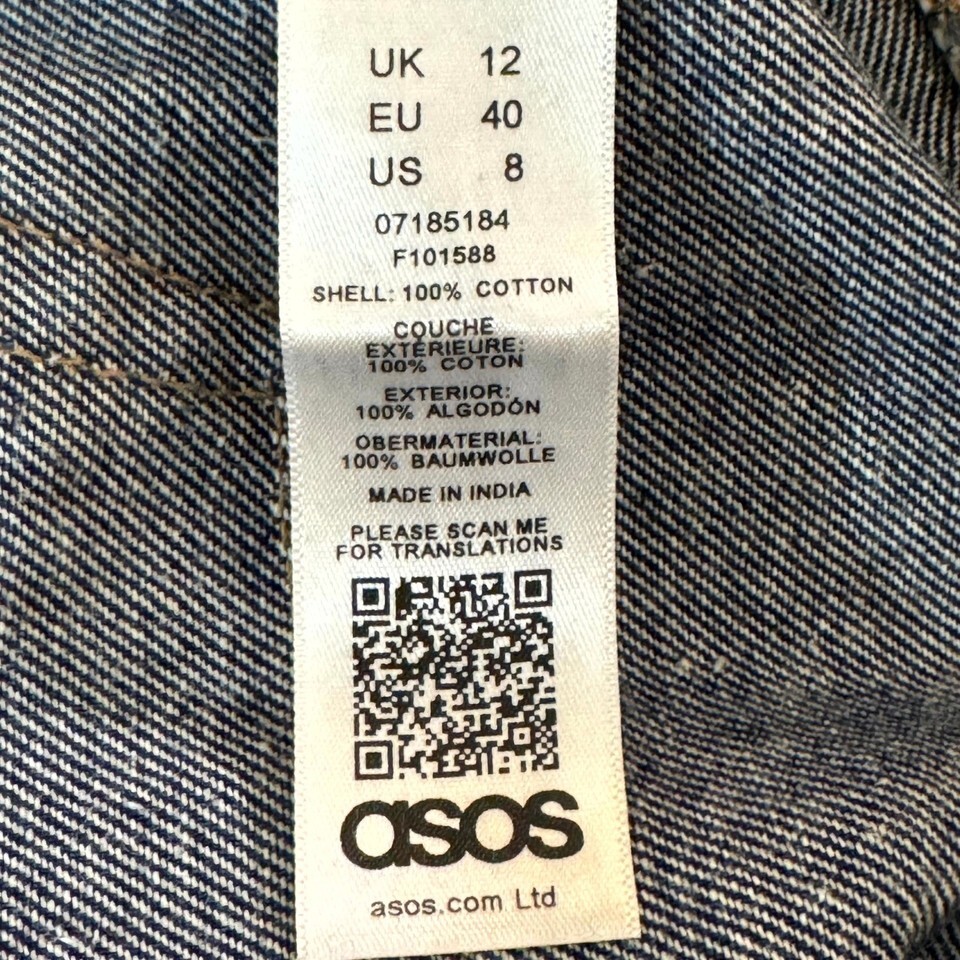 UK 12
EU 40
US 8
07185184
F101588
SHELL: 100% COTTON
COUCHE
EXTÉRIEURE:
100% COTON
EXTERIOR:
100% ALGODÓN
OBERMATERIAL:
100% BAUMWOLLE
MADE IN INDIA
PLEASE SCAN ME
FOR TRANSLATIONS
asos
asos.com Ltd